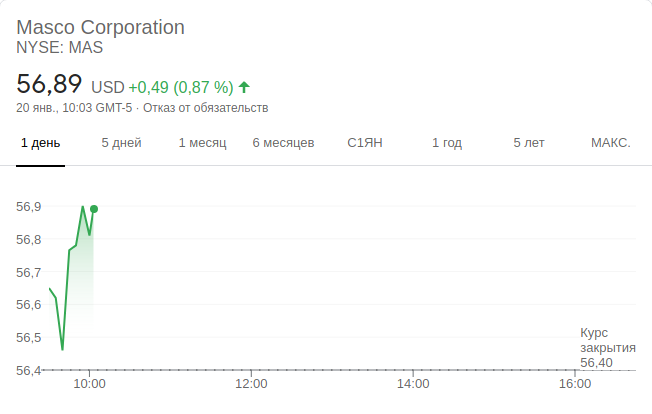 Masco Corporation
NYSE: MAS
56,89 USD +0,49 (0,87 %)
20 янв., 10:03 GMT-5 · Отказ от обязательств
1 день 5 дней 1 месяц 6 месяцев С1ЯН 1 год 5 лет МАКС.
56,9
56,8
56,7
56,6
56,5
56,4
Курс
закрытия
56,40
10:00 12:00 14:00 16:00